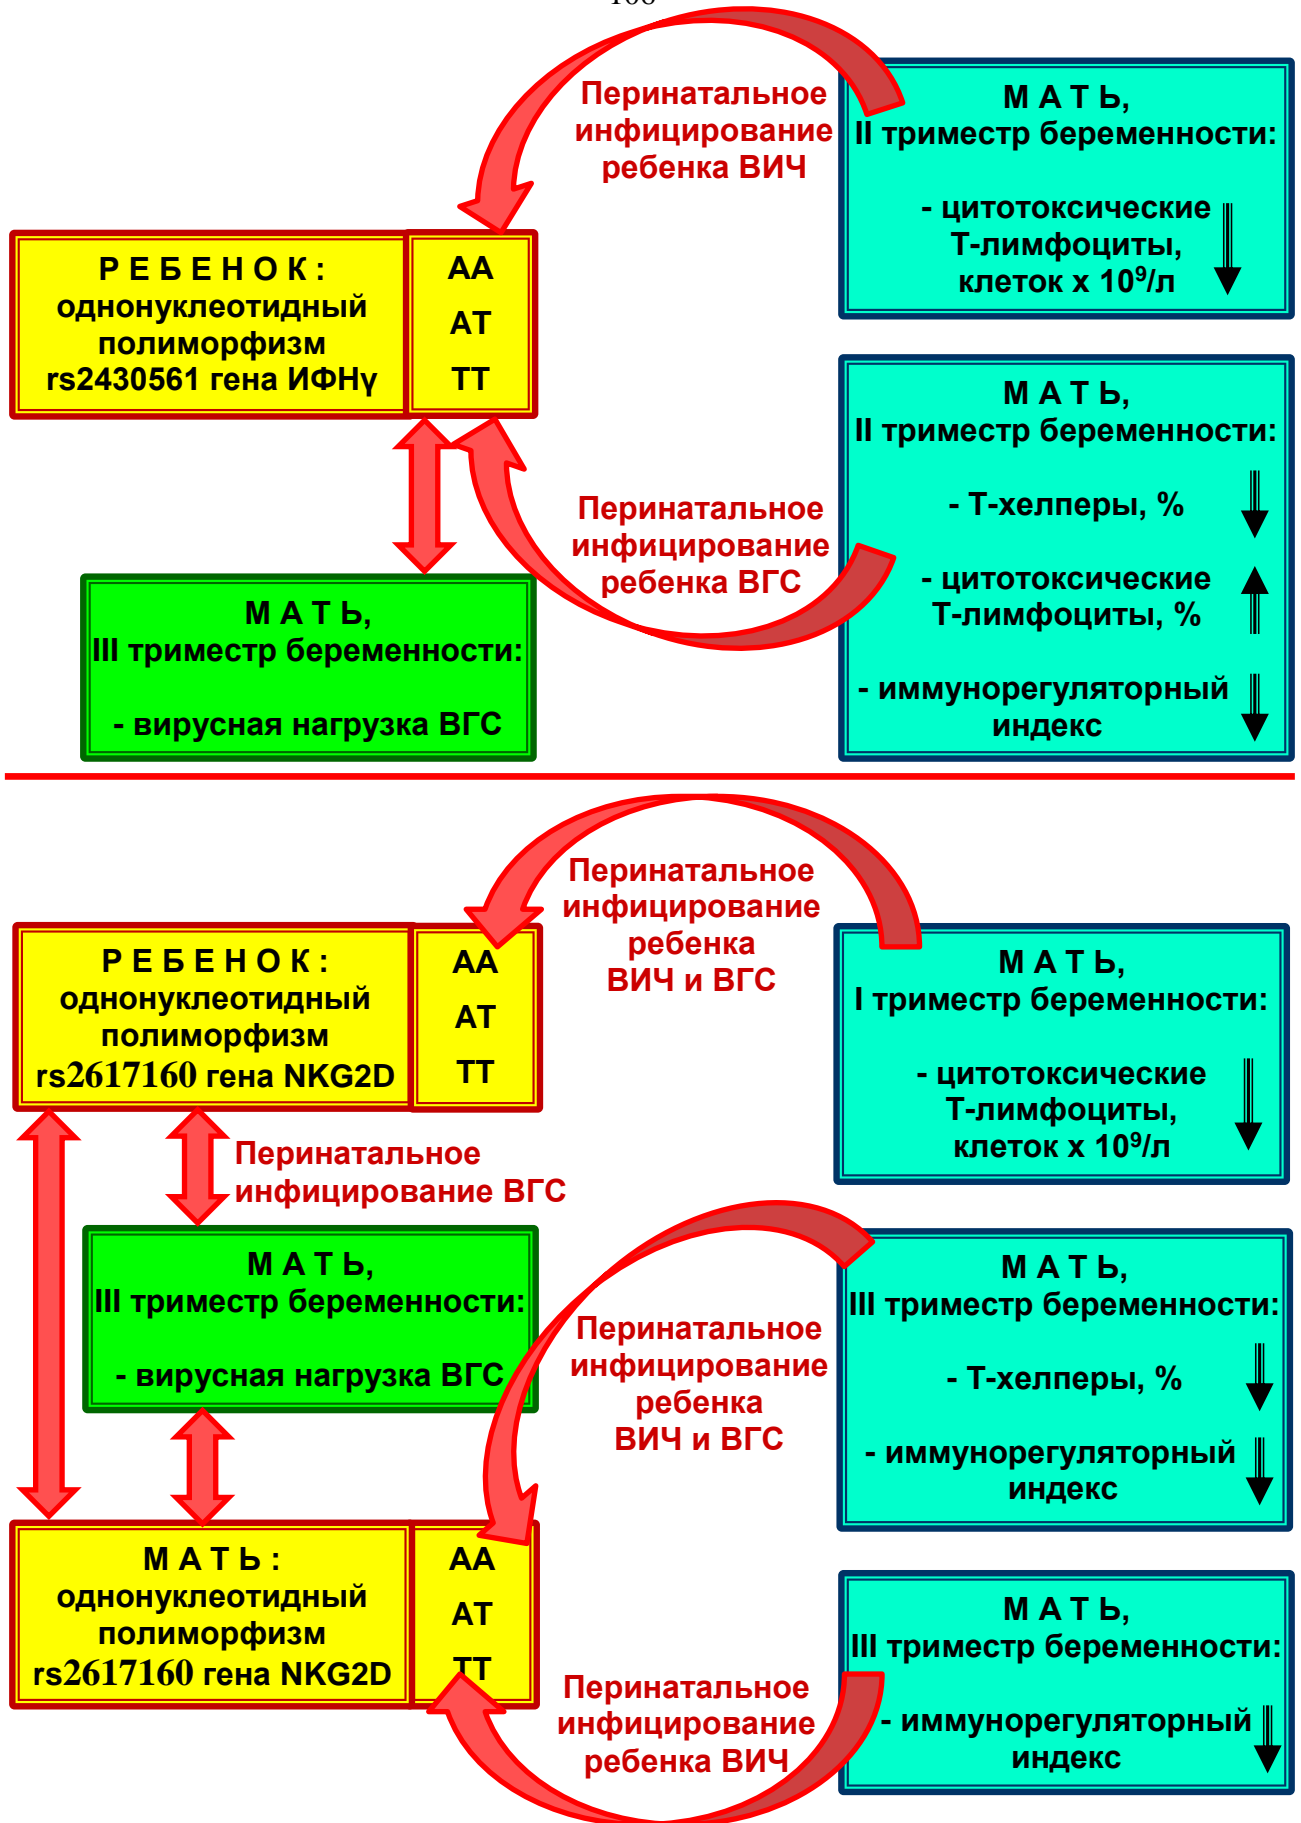 Перинатальное
инфицирование
ребенка ВИЧ
М А Т Ь,
II триместр беременности:
- цитотоксические
Т-лимфоциты,
клеток х 10⁹/л
Р Е Б Е Н О К :
однонуклеотидный
полиморфизм
rs2430561 гена ИФНγ
АА
АТ
ТТ
М А Т Ь,
II триместр беременности:
- Т-хелперы, %
- цитотоксические
Т-лимфоциты, %
- иммунорегуляторный
индекс
Перинатальное
инфицирование
ребенка ВГС
М А Т Ь,
III триместр беременности:
- вирусная нагрузка ВГС
Перинатальное
инфицирование
ребенка
ВИЧ и ВГС
Р Е Б Е Н О К :
однонуклеотидный
полиморфизм
rs2617160 гена NKG2D
АА
АТ
ТТ
М А Т Ь,
I триместр беременности:
- цитотоксические
Т-лимфоциты,
клеток х 10⁹/л
Перинатальное
инфицирование ВГС
М А Т Ь,
III триместр беременности:
- вирусная нагрузка ВГС
Перинатальное
инфицирование
ребенка
ВИЧ и ВГС
М А Т Ь,
III триместр беременности:
- Т-хелперы, %
- иммунорегуляторный
индекс
М А Т Ь :
однонуклеотидный
полиморфизм
rs2617160 гена NKG2D
АА
АТ
ТТ
Перинатальное
инфицирование
ребенка ВИЧ
М А Т Ь,
III триместр беременности:
- иммунорегуляторный
индекс